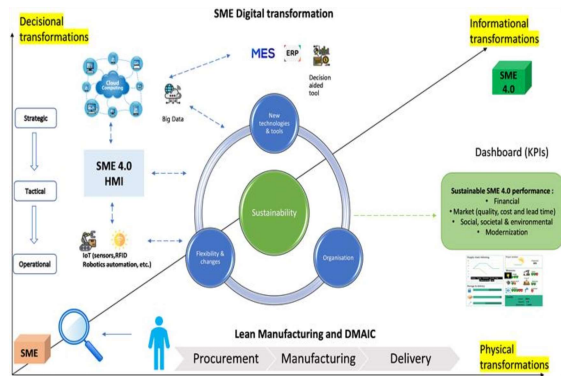 Decisional
transformations
SME Digital transformation
Informational
transformations
SME
4.0
MES
ERP
Decision
aided
tool
Cloud
Computing
Big Data
New
technologies
& tools
Strategic
Tactical
Operational
SME 4.0
HMI
Sustainability
Dashboard (KPIs)
Sustainable SME 4.0 performance :
• Financial
• Market (quality, cost and lead time)
• Social, societal & environmental
• Modernization
Flexibility &
changes
Organisation
IoT (sensors,RFID
Robotics automation, etc.)
SME
Lean Manufacturing and DMAIC
Procurement
Manufacturing
Delivery
Physical
transformations